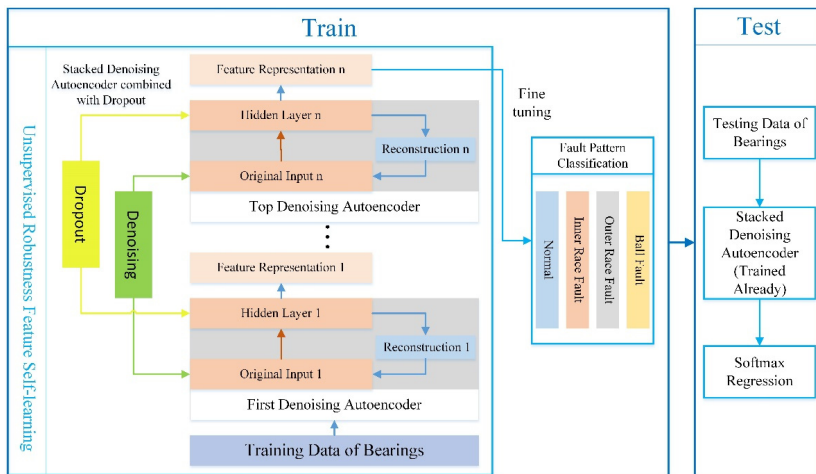 Train
Unsupervised Robustness Feature Self-learning
Stacked Denoising
Autoencoder combined
with Dropout
Dropout
Denoising
Feature Representation n
Hidden Layer n
Reconstruction n
Original Input n
Top Denoising Autoencoder
Feature Representation 1
Hidden Layer 1
Reconstruction 1
Original Input 1
First Denoising Autoencoder
Training Data of Bearings
Fine
tuning
Fault Pattern
Classification
Normal
Inner Race Fault
Outer Race Fault
Ball Fault
Test
Testing Data of
Bearings
Stacked
Denoising
Autoencoder
(Trained
Already)
Softmax
Regression